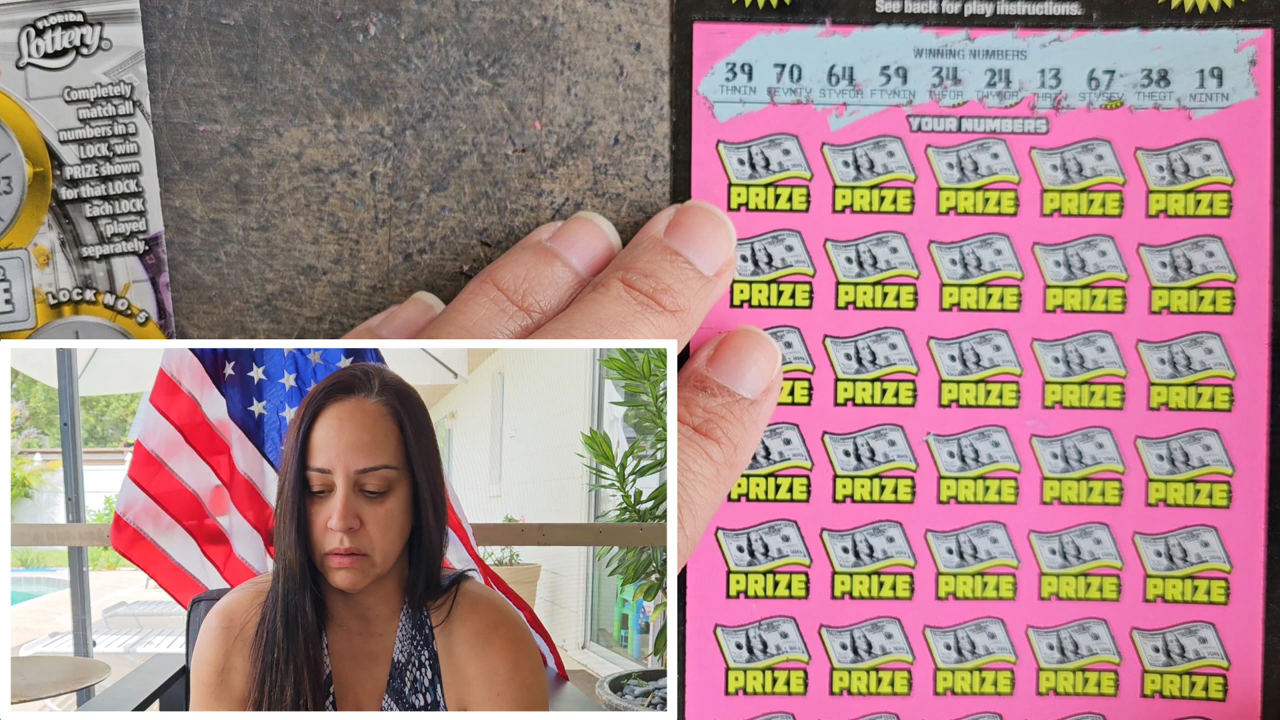 FLORIDA
Lottery
Completely
match all
numbers in a
LOCK, win
PRIZE shown
for that LOCK.
Each LOCK
played
separately.
LOCK NO. 5
See back for play instructions.
WINNING NUMBERS
39 70 64 59 34 24 13 67 38 19
THNIN SEVNTY STYFOR FTYNIN THFOR TWYFOR THRTN STYSEV THEGT NINTN
YOUR NUMBERS
PRIZE PRIZE PRIZE PRIZE PRIZE
PRIZE PRIZE PRIZE PRIZE PRIZE
PRIZE PRIZE PRIZE PRIZE
PRIZE PRIZE PRIZE PRIZE PRIZE
PRIZE PRIZE PRIZE PRIZE PRIZE
PRIZE PRIZE PRIZE PRIZE PRIZE